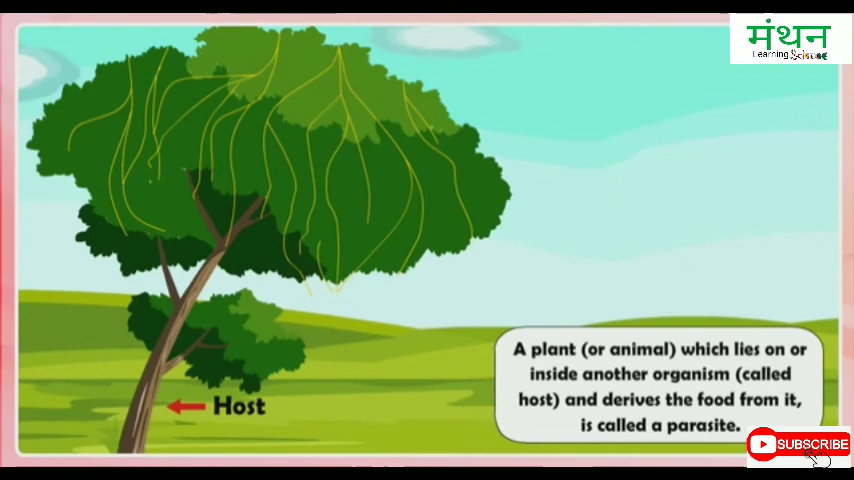 मंथन
Learning Science
A plant (or animal) which lies on or
inside another organism (called
host) and derives the food from it,
is called a parasite.
Host
SUBSCRIBE